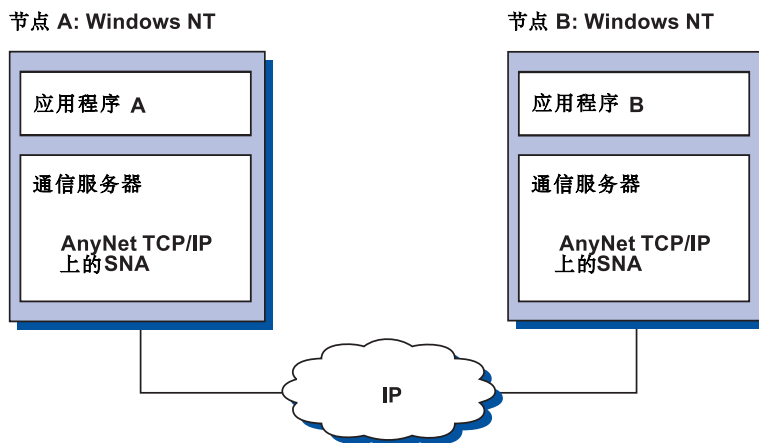 节点 A: Windows NT
应用程序 A
通信服务器
AnyNet TCP/IP
上的SNA
节点 B: Windows NT
应用程序 B
通信服务器
AnyNet TCP/IP
上的SNA
IP